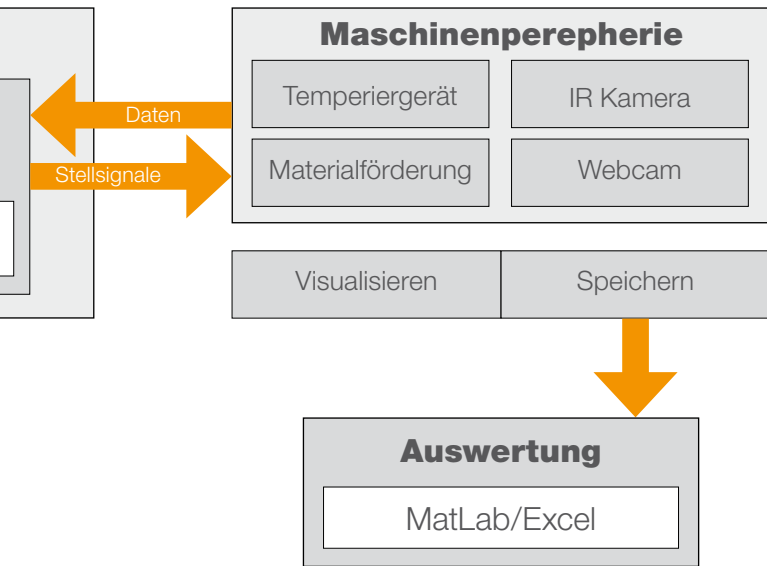 Maschinenperepherie
Temperiergerät
IR Kamera
Daten
Stellsignale
Materialförderung
Webcam
Visualisieren
Speichern
Auswertung
MatLab/Excel